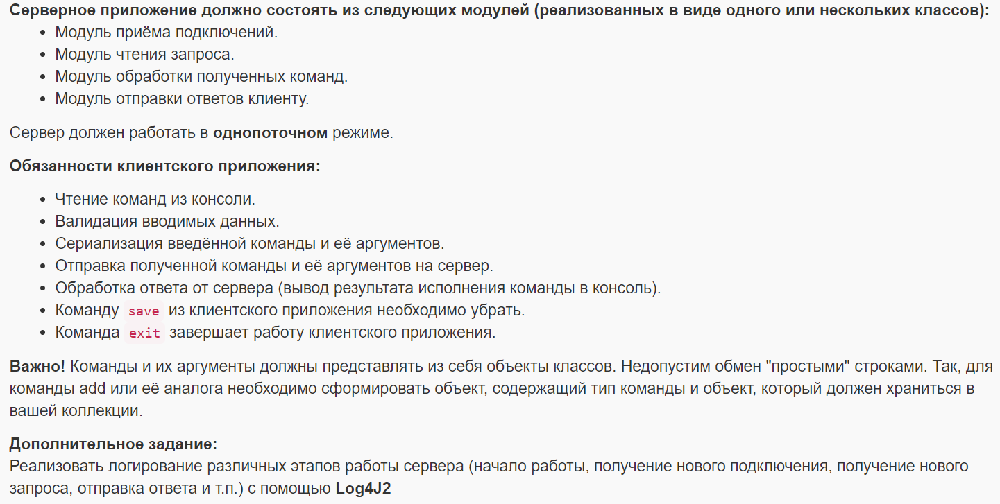 Серверное приложение должно состоять из следующих модулей (реализованных в виде одного или нескольких классов):
• Модуль приёма подключений.
• Модуль чтения запроса.
• Модуль обработки полученных команд.
• Модуль отправки ответов клиенту.
Сервер должен работать в однопоточном режиме.
Обязанности клиентского приложения:
• Чтение команд из консоли.
• Валидация вводимых данных.
• Сериализация введённой команды и её аргументов.
• Отправка полученной команды и её аргументов на сервер.
• Обработка ответа от сервера (вывод результата исполнения команды в консоль).
• Команду save из клиентского приложения необходимо убрать.
• Команда exit завершает работу клиентского приложения.
Важно! Команды и их аргументы должны представлять из себя объекты классов. Недопустим обмен "простыми" строками. Так, для
команды add или её аналога необходимо сформировать объект, содержащий тип команды и объект, который должен храниться в
вашей коллекции.
Дополнительное задание:
Реализовать логирование различных этапов работы сервера (начало работы, получение нового подключения, получение нового
запроса, отправка ответа и т.п.) с помощью Log4J2